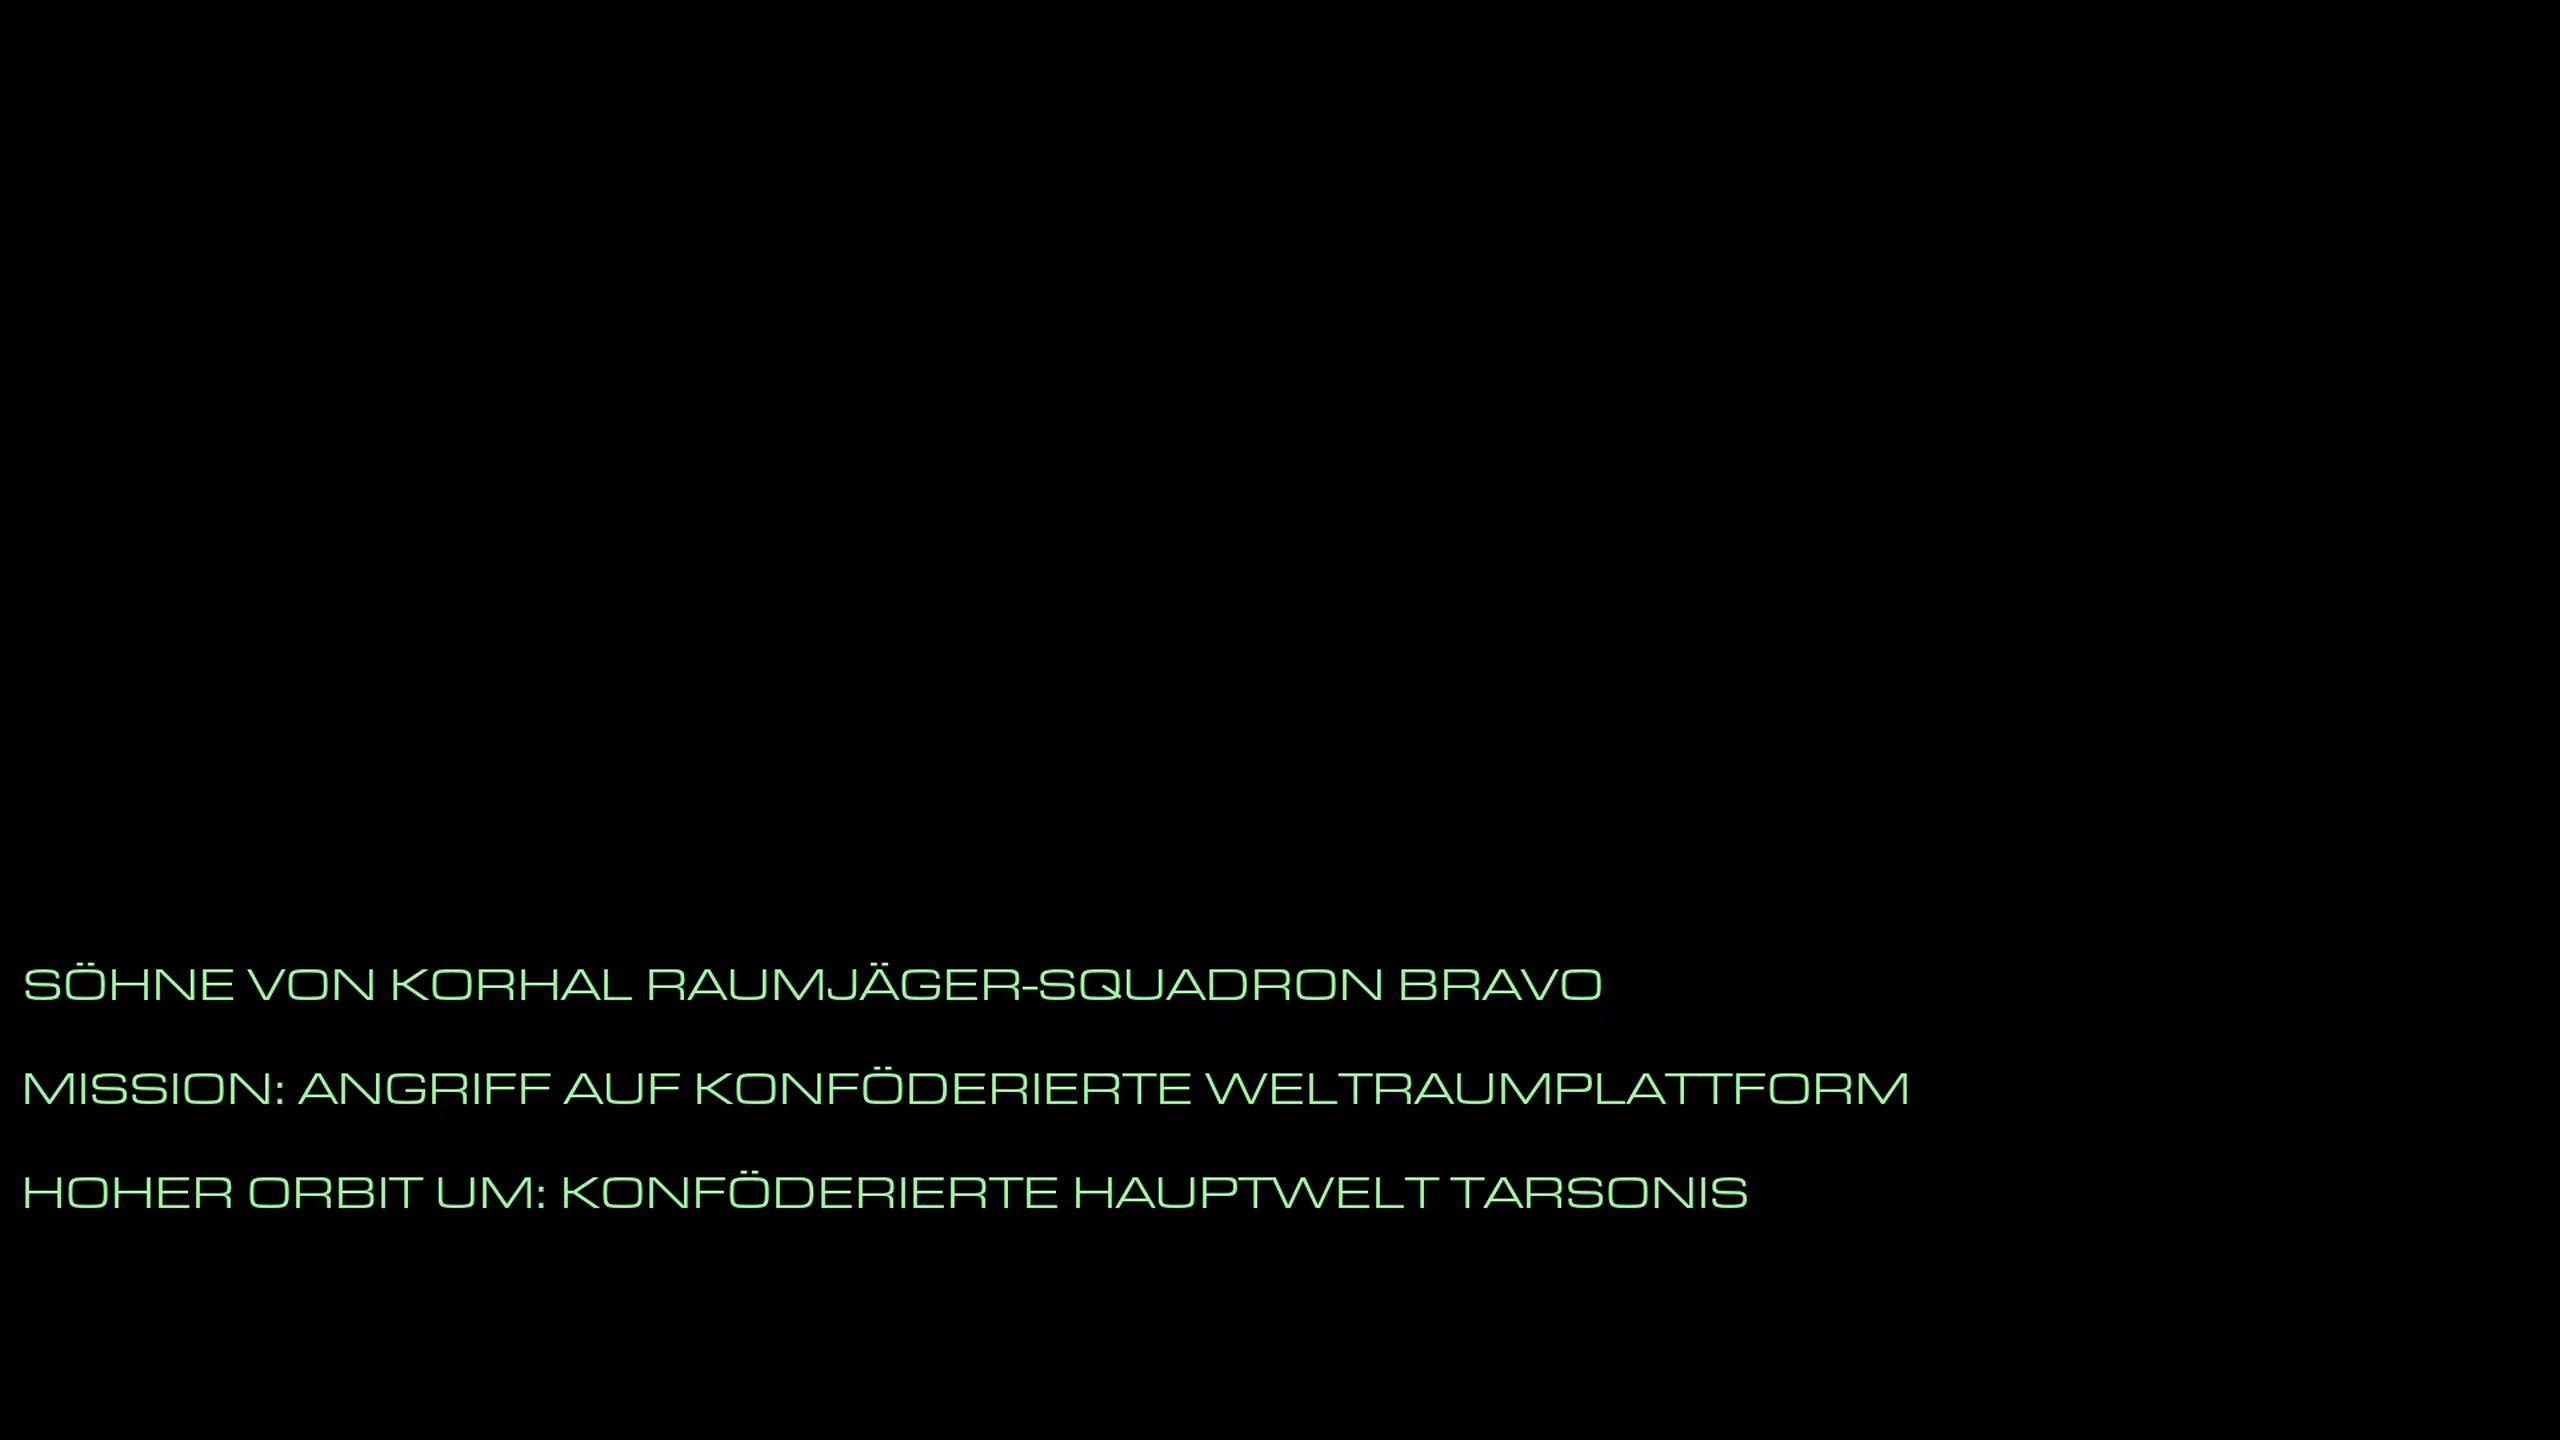 SÖHNE VON KORHAL RAUMJÄGER-SQUADRON BRAVO
MISSION: ANGRIFF AUF KONFÖDERIERTE WELTRAUMPLATTFORM
HOHER ORBIT UM: KONFÖDERIERTE HAUPTWELT TARSONIS